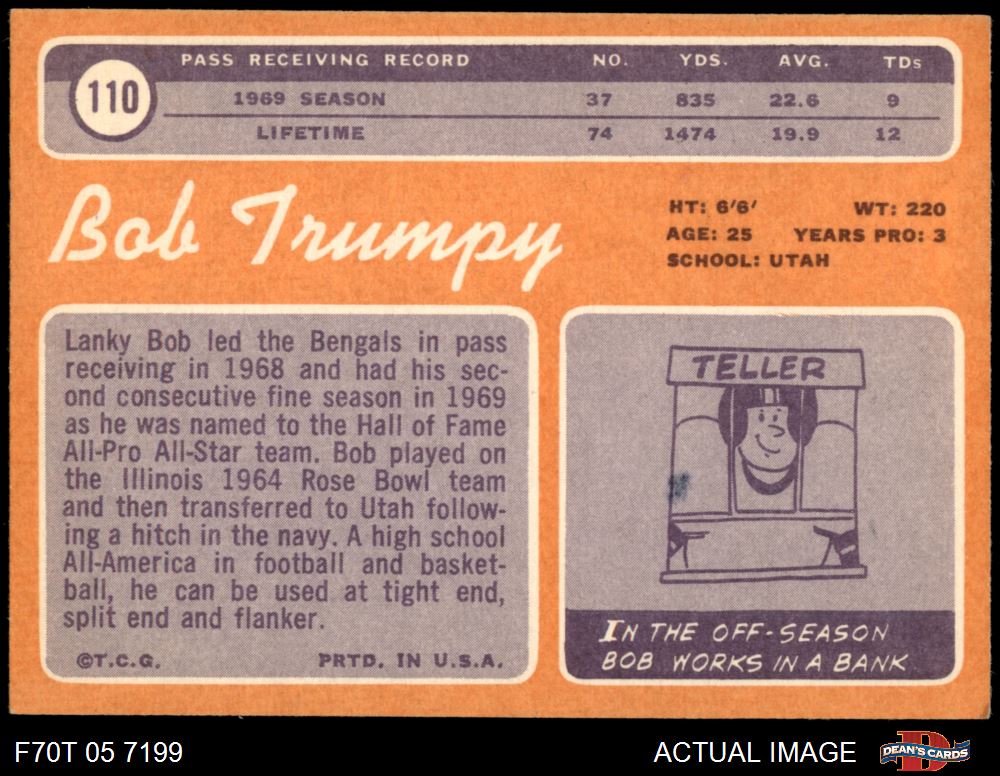 110
PASS RECEIVING RECORD NO. YDS. AVG. TDs
1969 SEASON 37 835 22.6 9
LIFETIME 74 1474 19.9 12
Bob Trumpy
HT: 6'6' WT: 220
AGE: 25 YEARS PRO: 3
SCHOOL: UTAH
Lanky Bob led the Bengals in pass
receiving in 1968 and had his sec-
ond consecutive fine season in 1969
as he was named to the Hall of Fame
All-Pro All-Star team. Bob played on
the Illinois 1964 Rose Bowl team
and then transferred to Utah follow-
ing a hitch in the navy. A high school
All-America in football and basket-
ball, he can be used at tight end,
split end and flanker.
©T.C.G. PRTD. IN U.S.A.
TELLER
IN THE OFF-SEASON
BOB WORKS IN A BANK
F70T 05 7199
ACTUAL IMAGE
D
DEAN'S CARDS